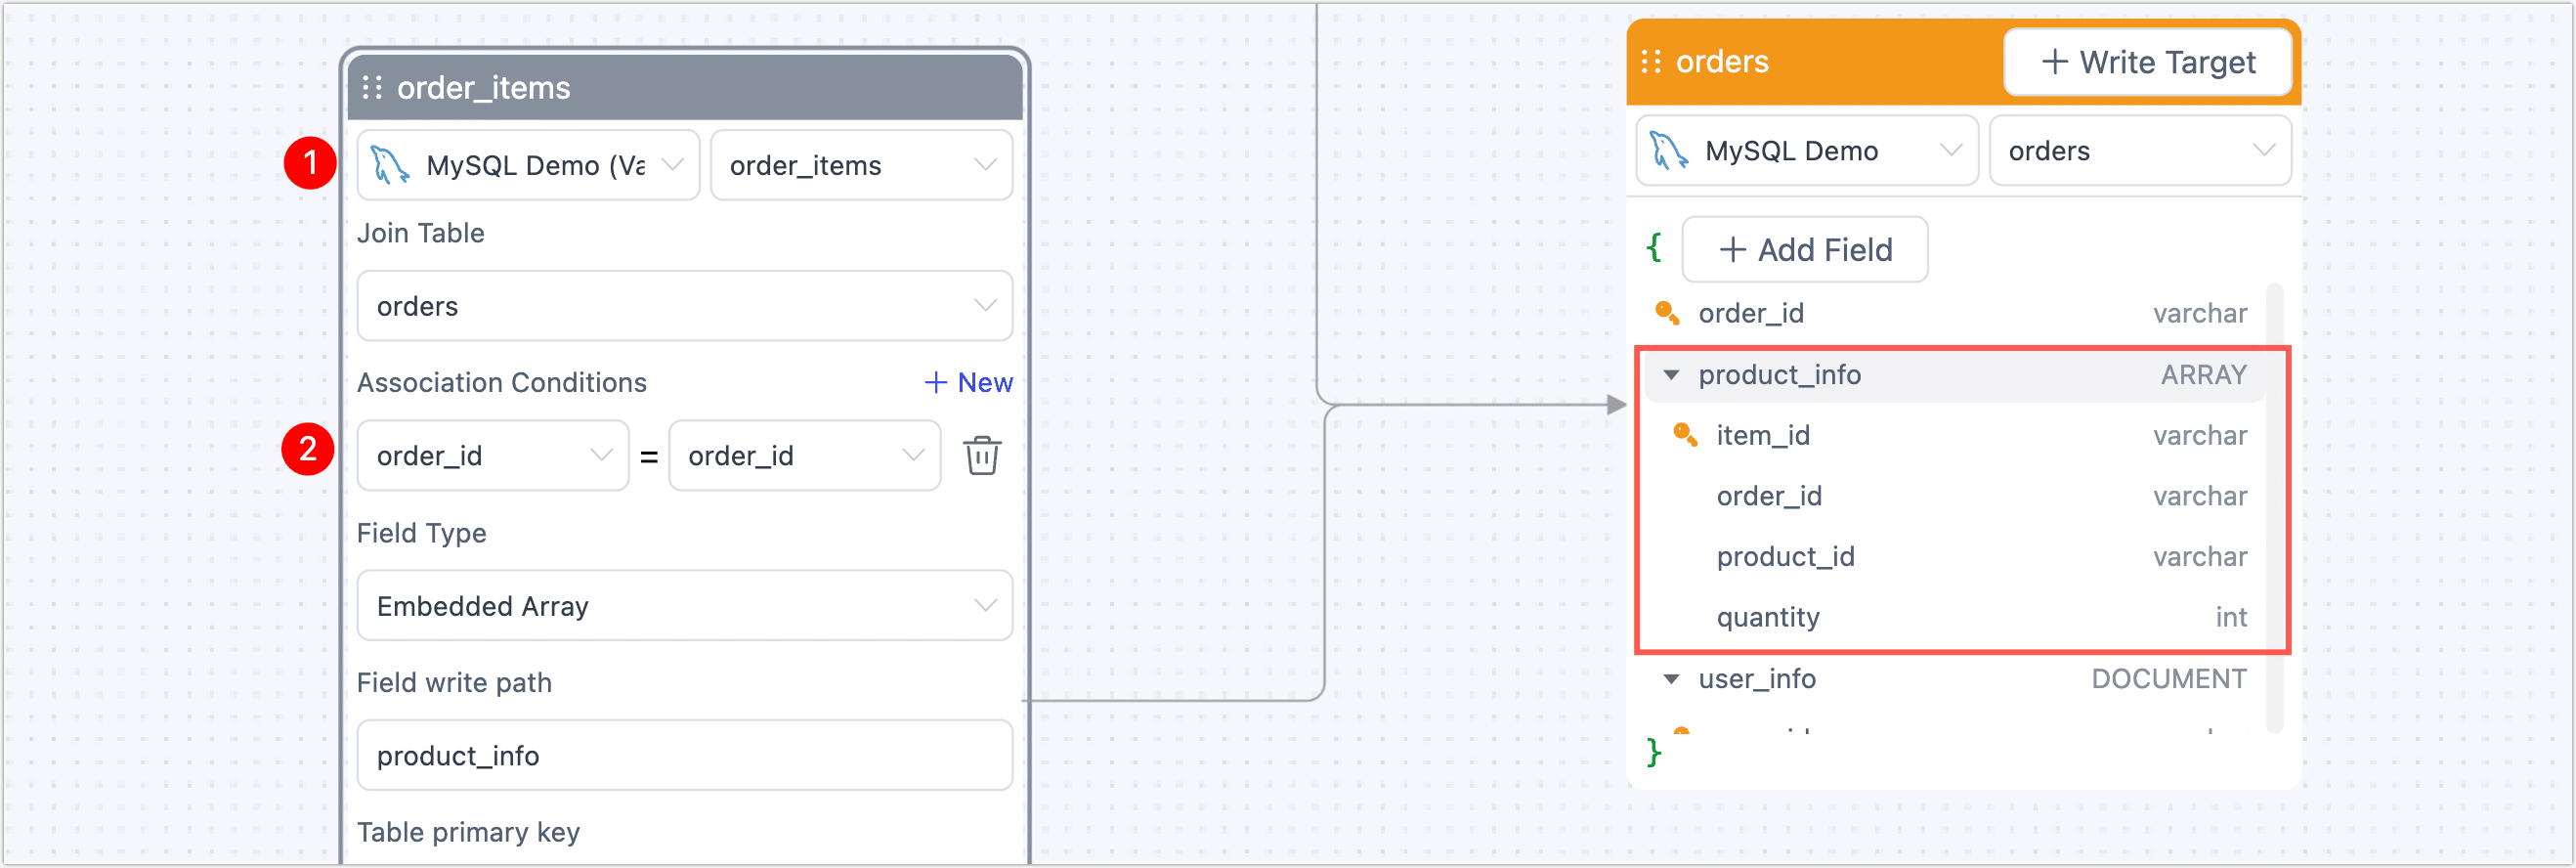 order_items
1
MySQL Demo (Va
order_items
Join Table
orders
Association Conditions
+ New
2
order_id = order_id
Field Type
Embedded Array
Field write path
product_info
Table primary key
orders
+ Write Target
MySQL Demo
orders
{ + Add Field
order_id varchar
product_info ARRAY
item_id varchar
order_id varchar
product_id varchar
quantity int
user_info DOCUMENT
}